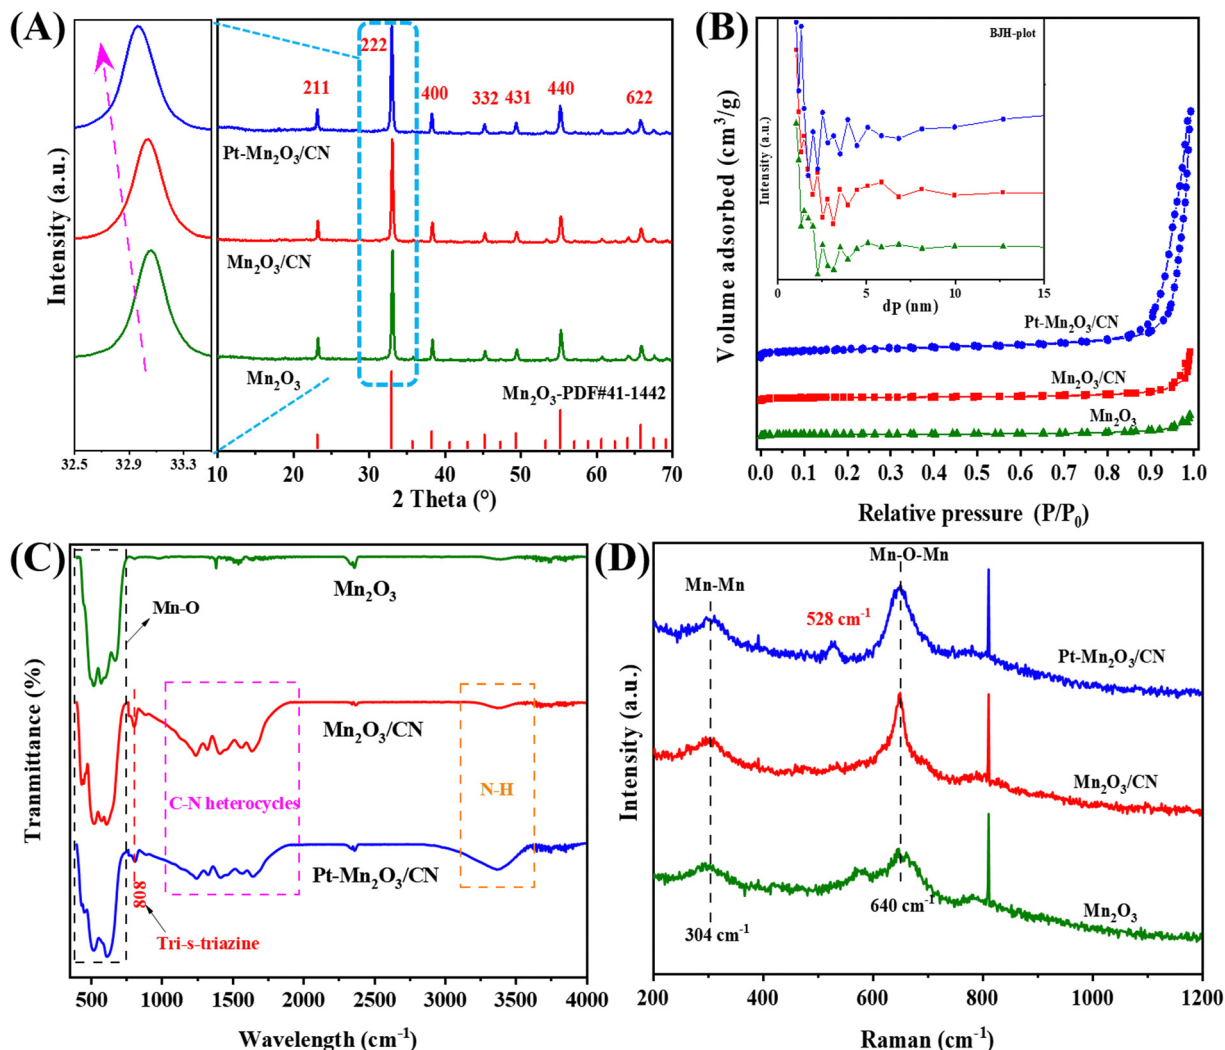 (A)
Intensity (a.u.)
222
211
400
332
431
440
622
Pt-Mn₂O₃/CN
Mn₂O₃/CN
Mn₂O₃
Mn₂O₃-PDF#41-1442
32.5
32.9
33.3
10
20
30
40
50
60
70
2 Theta (°)
(B)
Volume adsorbed (cm³/g)
BJH-plot
Intensity (a.u.)
0
5
10
15
dP (nm)
Pt-Mn₂O₃/CN
Mn₂O₃/CN
Mn₂O₃
0.0
0.1
0.2
0.3
0.4
0.5
0.6
0.7
0.8
0.9
1.0
Relative pressure (P/P₀)
(C)
Tranmittance (%)
Mn₂O₃
Mn-O
Mn₂O₃/CN
C-N heterocycles
N-H
Pt-Mn₂O₃/CN
808
Tri-s-triazine
500
1000
1500
2000
2500
3000
3500
4000
Wavelength (cm⁻¹)
(D)
Intensity (a.u.)
Mn-O-Mn
Mn-Mn
528 cm⁻¹
Pt-Mn₂O₃/CN
Mn₂O₃/CN
640 cm⁻¹
Mn₂O₃
304 cm⁻¹
200
400
600
800
1000
1200
Raman (cm⁻¹)